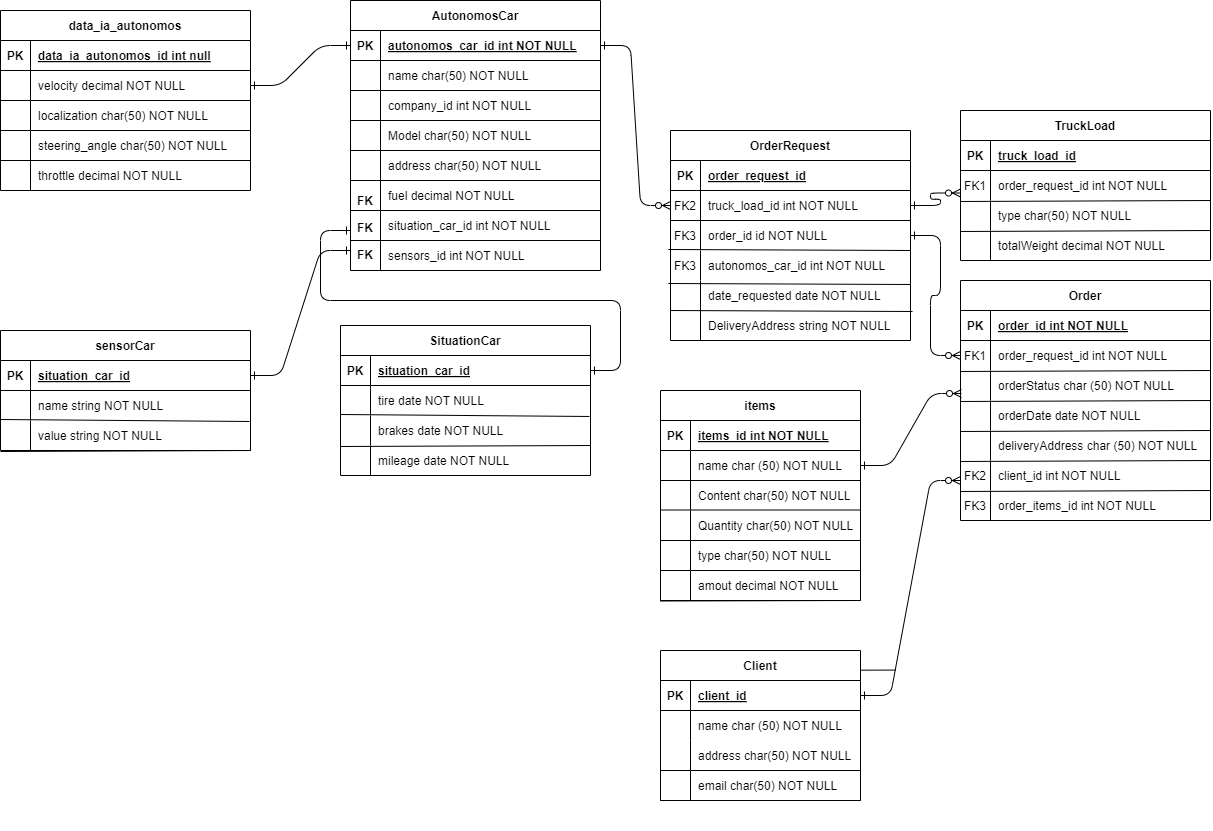 data_ia_autonomos
PK data_ia_autonomos_id int null
velocity decimal NOT NULL
localization char(50) NOT NULL
steering_angle char(50) NOT NULL
throttle decimal NOT NULL
AutonomosCar
PK autonomos_car_id int NOT NULL
name char(50) NOT NULL
company_id int NOT NULL
Model char(50) NOT NULL
address char(50) NOT NULL
FK fuel decimal NOT NULL
FK situation_car_id int NOT NULL
FK sensors_id int NOT NULL
OrderRequest
PK order_request_id
FK2 truck_load_id int NOT NULL
FK3 order_id id NOT NULL
FK3 autonomos_car_id int NOT NULL
date_requested date NOT NULL
DeliveryAddress string NOT NULL
TruckLoad
PK truck_load_id
FK1 order_request_id int NOT NULL
type char(50) NOT NULL
totalWeight decimal NOT NULL
Order
PK order_id int NOT NULL
FK1 order_request_id int NOT NULL
orderStatus char (50) NOT NULL
orderDate date NOT NULL
deliveryAddress char (50) NOT NULL
FK2 client_id int NOT NULL
FK3 order_items_id int NOT NULL
sensorCar
PK situation_car_id
name string NOT NULL
value string NOT NULL
SituationCar
PK situation_car_id
tire date NOT NULL
brakes date NOT NULL
mileage date NOT NULL
items
PK items_id int NOT NULL
name char (50) NOT NULL
Content char(50) NOT NULL
Quantity char(50) NOT NULL
type char(50) NOT NULL
amout decimal NOT NULL
Client
PK client_id
name char (50) NOT NULL
address char(50) NOT NULL
email char(50) NOT NULL